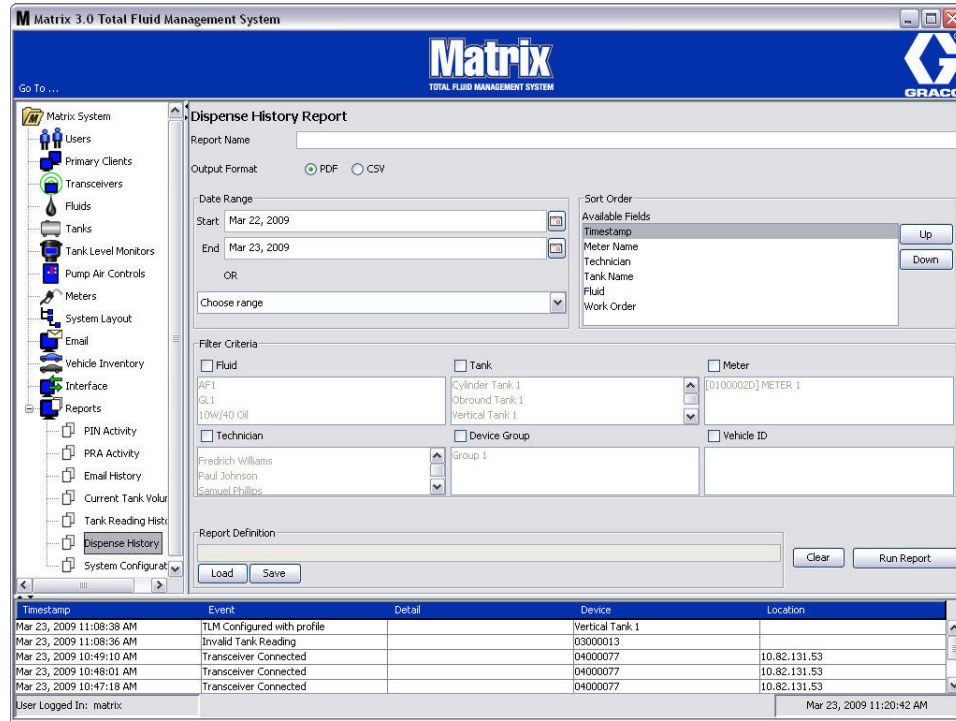 Matrix 3.0 Total Fluid Management System
Go To ...
Matrix
TOTAL FLUID MANAGEMENT SYSTEM
GRACO
Matrix System
Users
Primary Clients
Transceivers
Fluids
Tanks
Tank Level Monitors
Pump Air Controls
Meters
System Layout
Email
Vehicle Inventory
Interface
Reports
PIN Activity
PRA Activity
Email History
Current Tank Volu
Tank Reading Hist
Dispense History
System Configurat
Dispense History Report
Report Name
Output Format PDF CSV
Date Range
Start Mar 22, 2009
End Mar 23, 2009
OR
Choose range
Sort Order
Available Fields
Timestamp
Meter Name
Technician
Tank Name
Fluid
Work Order
Up
Down
Filter Criteria
Fluid
AF1
GL1
10W/40 Oil
Tank
Cylinder Tank 1
Obround Tank 1
Vertical Tank 1
Meter
[0100002D] METER 1
Technician
Fredrich Williams
Paul Johnson
Samuel Phillips
Device Group
Group 1
Vehicle ID
Report Definition
Load Save
Clear Run Report
Timestamp Event Detail Device Location
Mar 23, 2009 11:08:38 AM TLM Configured with profile Vertical Tank 1
Mar 23, 2009 11:08:36 AM Invalid Tank Reading 03000013
Mar 23, 2009 10:49:10 AM Transceiver Connected 04000077 10.82.131.53
Mar 23, 2009 10:48:01 AM Transceiver Connected 04000077 10.82.131.53
Mar 23, 2009 10:47:18 AM Transceiver Connected 04000077 10.82.131.53
User Logged In: matrix Mar 23, 2009 11:20:42 AM